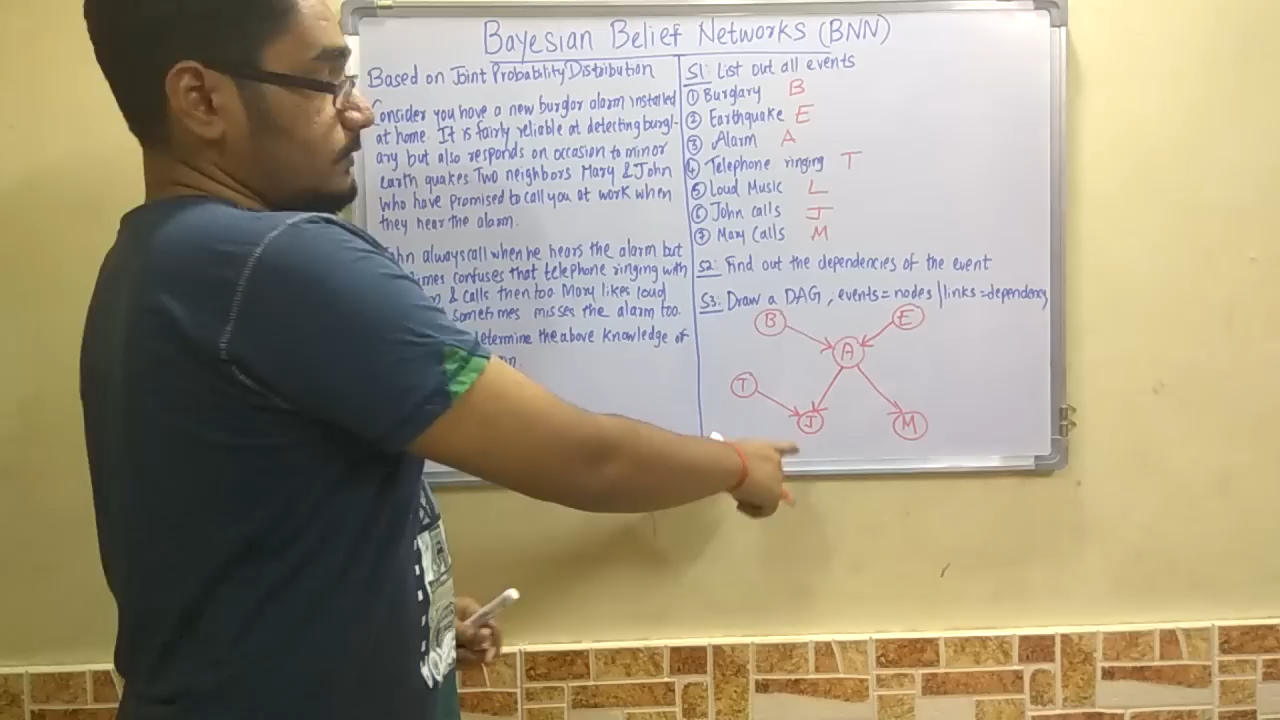 Bayesian Belief Networks (BNN)
Based on Joint Probability Distribution
Consider you have a new burglar alarm installed
at home. It is fairly reliable at detecting burgl-
ary but also responds on occasion to minor
earth quakes Two neighbors Mary & John
who have promised to call you at work when
they hear the alarm.
always call when he hears the alarm but
confuses that telephone ringing with
& calls then too. Mary likes loud
sometimes misses the alarm too.
determine the above knowledge of
S1: List out all events
① Burglary B
② Earthquake E
③ Alarm A
④ Telephone ringing T
⑤ Loud Music L
⑥ John calls J
⑦ Mary Calls M
S2: Find out the dependencies of the event
S3: Draw a DAG, events = nodes / links = dependency
B
E
A
T
J
M